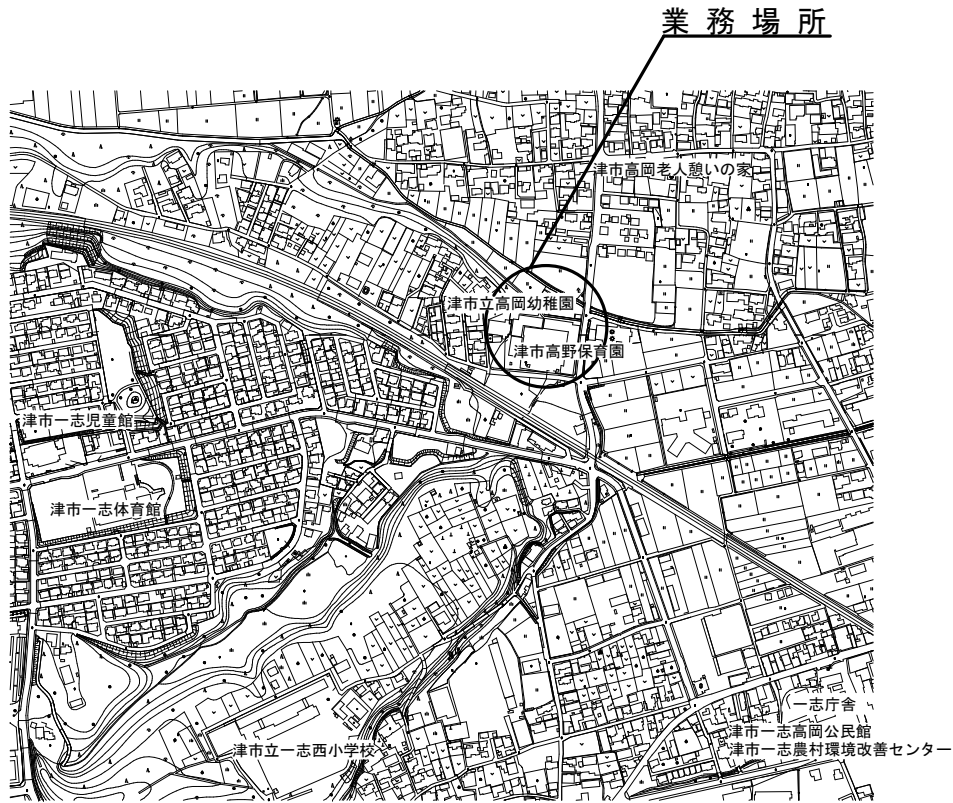 業務場所
津市高岡老人憩いの家
津市立高岡幼稚園
津市高野保育園
津市一志児童館
津市一志体育館
一志庁舎
津市一志高岡公民館
津市立一志西小学校
津市一志農村環境改善センター